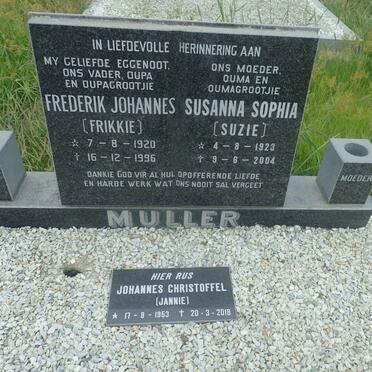 IN LIEFDEVOLLE HERINNERING AAN
MY GELIEFDE EGGENOOT,
ONS VADER, OUPA
EN OUPAGROOTJIE
FREDERIK JOHANNES
(FRIKKIE)
☆ 7-8-1920
✝ 16-12-1996
ONS MOEDER,
OUMA EN
OUMAGROOTJIE
SUSANNA SOPHIA
(SUZIE)
☆ 4-8-1923
✝ 9-6-2004
DANKIE GOD VIR AL HUL OPOFFERENDE LIEFDE
EN HARDE WERK WAT ONS NOOIT SAL VERGEET
MOEDER
MULLER
HIER RUS
JOHANNES CHRISTOFFEL
(JANNIE)
★ 17-8-1953 ✝ 20-3-2018